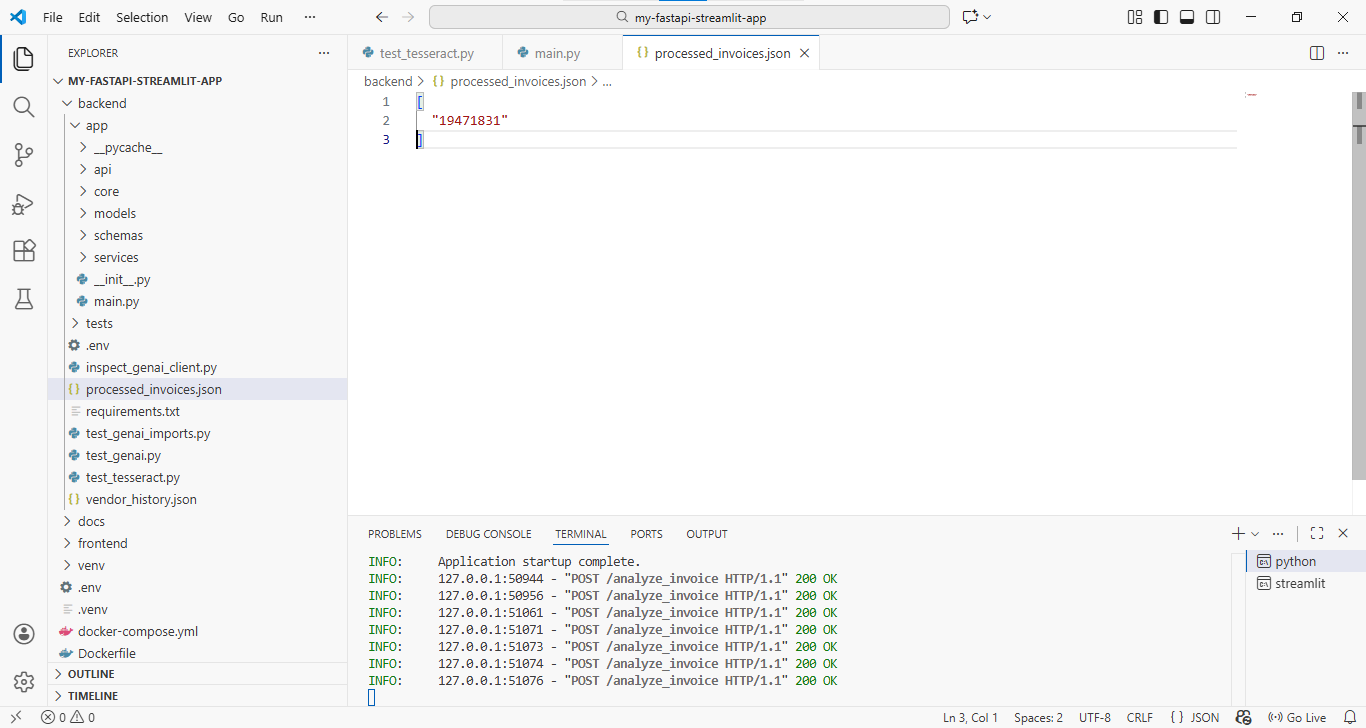 File Edit Selection View Go Run ···
my-fastapi-streamlit-app
EXPLORER ···
MY-FASTAPI-STREAMLIT-APP
backend
app
__pycache__
api
core
models
schemas
services
__init__.py
main.py
tests
.env
inspect_genai_client.py
processed_invoices.json
requirements.txt
test_genai_imports.py
test_genai.py
test_tesseract.py
vendor_history.json
docs
frontend
venv
.env
.venv
docker-compose.yml
Dockerfile
OUTLINE
TIMELINE
test_tesseract.py main.py {} processed_invoices.json
backend > {} processed_invoices.json > ...
1 [
2 "19471831"
3 ]
PROBLEMS DEBUG CONSOLE TERMINAL PORTS OUTPUT
INFO: Application startup complete.
INFO: 127.0.0.1:50944 - "POST /analyze_invoice HTTP/1.1" 200 OK
INFO: 127.0.0.1:50956 - "POST /analyze_invoice HTTP/1.1" 200 OK
INFO: 127.0.0.1:51061 - "POST /analyze_invoice HTTP/1.1" 200 OK
INFO: 127.0.0.1:51071 - "POST /analyze_invoice HTTP/1.1" 200 OK
INFO: 127.0.0.1:51073 - "POST /analyze_invoice HTTP/1.1" 200 OK
INFO: 127.0.0.1:51074 - "POST /analyze_invoice HTTP/1.1" 200 OK
INFO: 127.0.0.1:51076 - "POST /analyze_invoice HTTP/1.1" 200 OK
python
streamlit
0 0 Ln 3, Col 1 Spaces: 2 UTF-8 CRLF {} JSON Go Live